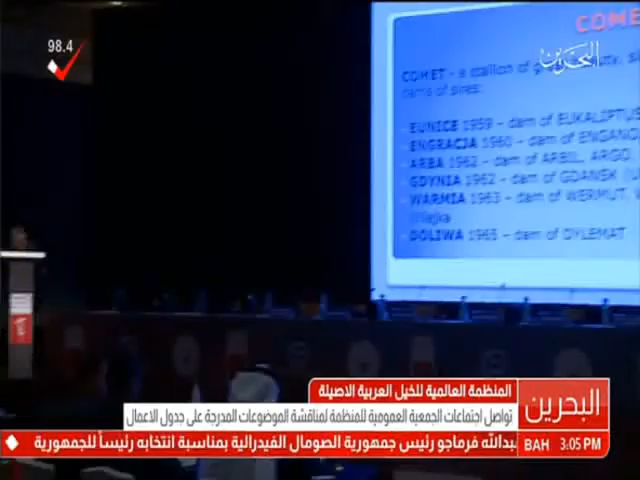 98.4
البحرين
COMET
COMET - a stallion of
dams of sires:
- EUNICE 1959 – dam of EUKALIPTUS
- ENGRACJA 1960 – dam of ENGANO
- ARBA 1962 – dam of ARBIL, ARGO
- GDYNIA 1962 – dam of GDANSK
- WARMIA 1963 – dam of WERMUT,
- DOLIWA 1965 – dam of DYLEMAT
المنظمة العالمية للخيل العربية الاصيلة
تواصل اجتماعات الجمعية العمومية للمنظمة لمناقشة الموضوعات المدرجة على جدول الاعمال
البحرين
بدالله فرماجو رئيس جمهورية الصومال الفيدرالية بمناسبة انتخابه رئيساً للجمهورية
BAH 3:05 PM